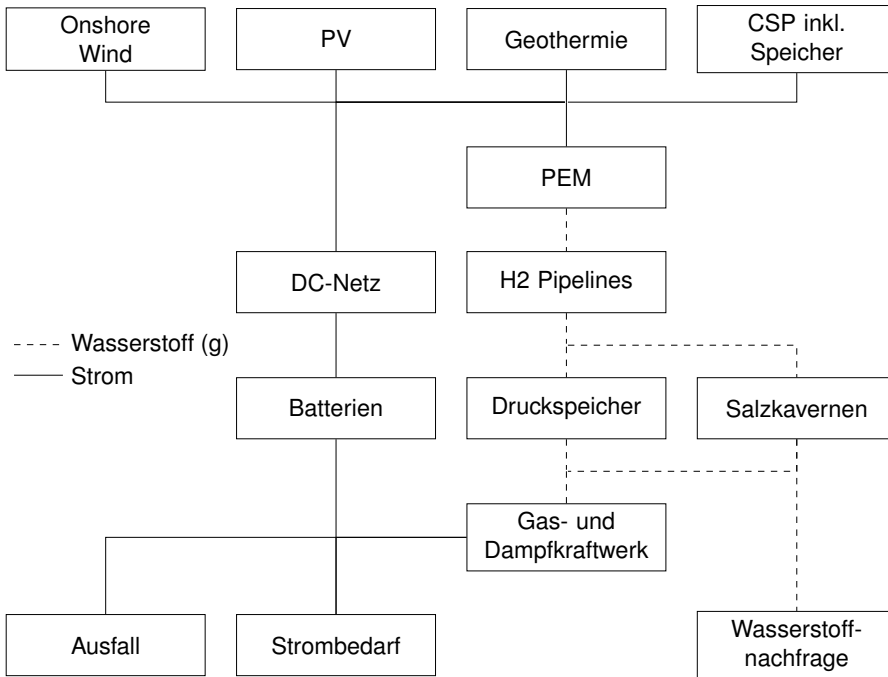 Onshore
Wind
PV
Geothermie
CSP inkl.
Speicher
PEM
DC-Netz
H2 Pipelines
Wasserstoff (g)
Strom
Batterien
Druckspeicher
Salzkavernen
Gas- und
Dampfkraftwerk
Ausfall
Strombedarf
Wasserstoff-
nachfrage